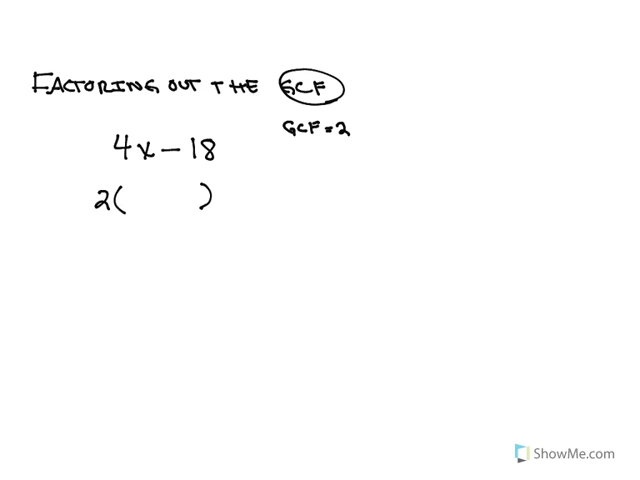 FACTORING OUT THE GCF
GCF = 2
4x - 18
2(        )
ShowMe.com